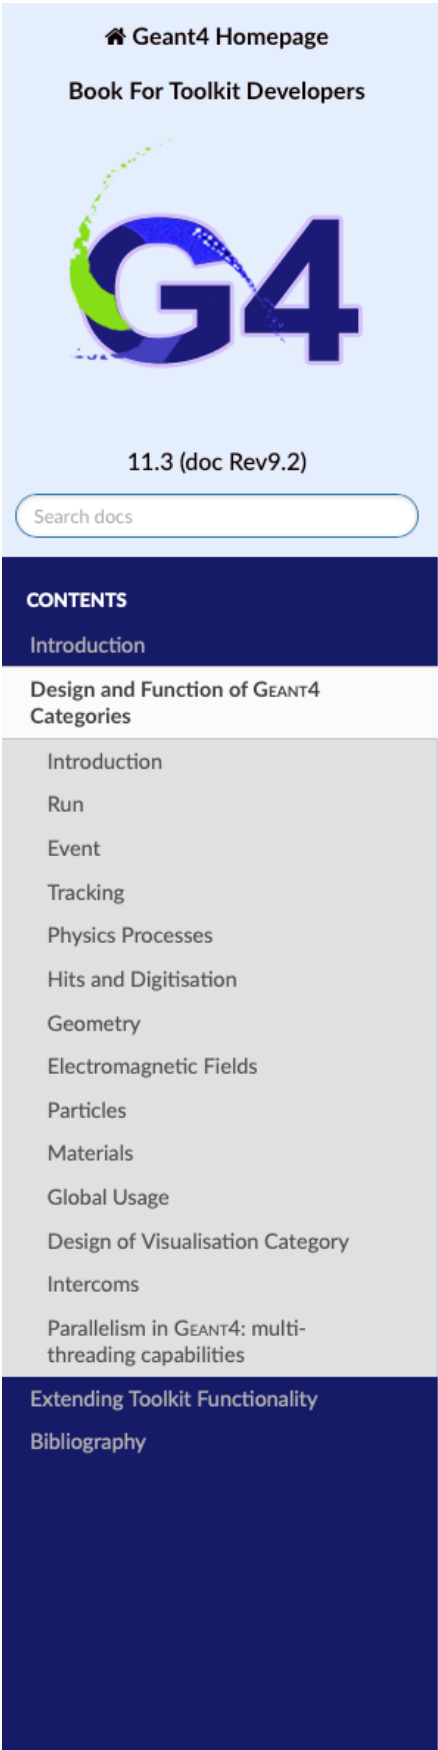 Geant4 Homepage
Book For Toolkit Developers
G4
11.3 (doc Rev9.2)
Search docs
CONTENTS
Introduction
Design and Function of GEANT4
Categories
Introduction
Run
Event
Tracking
Physics Processes
Hits and Digitisation
Geometry
Electromagnetic Fields
Particles
Materials
Global Usage
Design of Visualisation Category
Intercoms
Parallelism in GEANT4: multi-
threading capabilities
Extending Toolkit Functionality
Bibliography